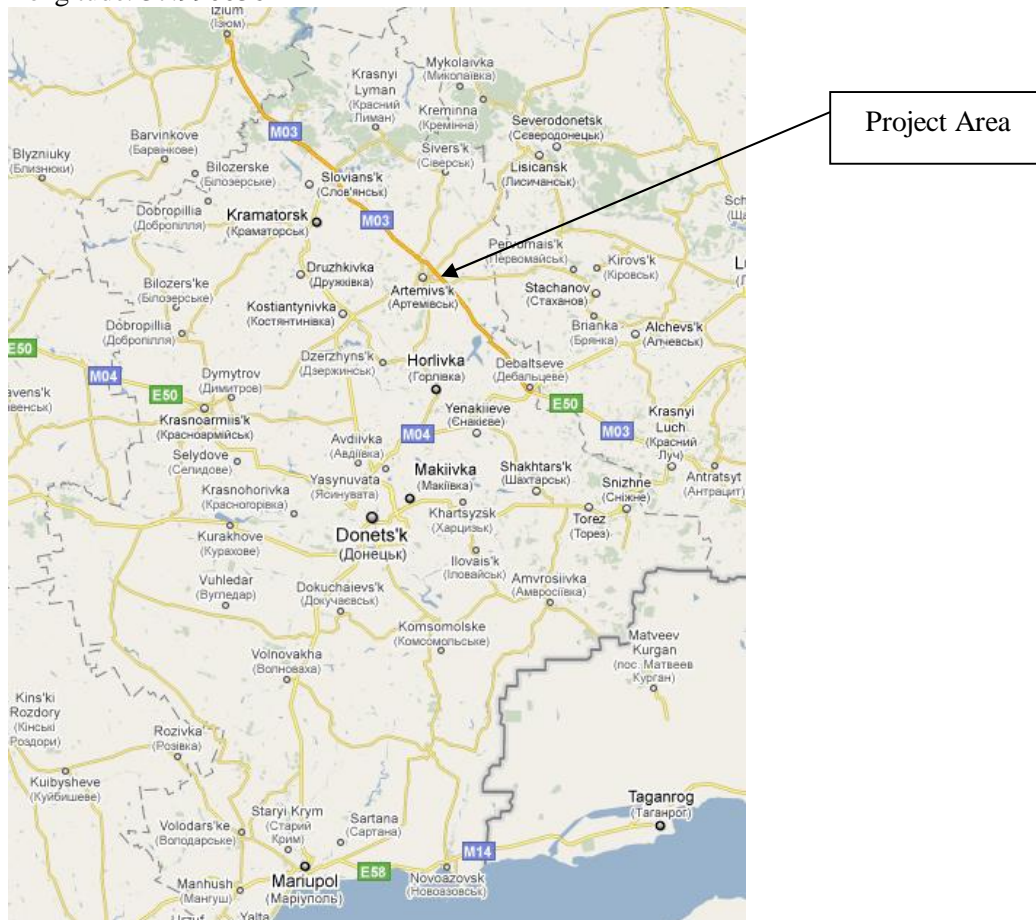 Izium
(Ізюм)
Mykolaivka
(Миколаївка)
Krasnyi
Lyman
(Красний
Лиман)
Kreminna
(Кремінна)
Severodonetsk
(Сєверодонецьк)
Project Area
M03
Barvinkove
(Барвінкове)
Sivers'k
(Сіверськ)
Blyzniuky
(Близнюки)
Bilozerske
(Білозерське)
Slovians'k
(Слов'янськ)
Lisicansk
(Лисичанськ)
Dobropillia
(Добропілля)
Kramatorsk
(Краматорськ)
M03
Pervomais'k
(Первомайськ)
Kirovs'k
(Кіровськ)
Druzhkivka
(Дружківка)
Artemivs'k
(Артемівськ)
Stachanov
(Стаханов)
Bilozers'ke
(Білозерське)
Kostiantynivka
(Костянтинівка)
Brianka
(Брянка)
Alchevs'k
(Алчевськ)
Dobropillia
(Добропілля)
E50
Dzerzhyns'k
(Дзержинськ)
Horlivka
(Горлівка)
Debaltseve
(Дебальцеве)
M04
Dymytrov
(Димитров)
E50
E50
Krasnoarmiis'k
(Красноармійськ)
Yenakiieve
(Єнакієве)
M04
M03
Krasnyi
Luch
(Красний
Луч)
Avdiivka
(Авдіївка)
Selydove
(Селидове)
Makiivka
(Макіївка)
Shakhtars'k
(Шахтарськ)
Antratsyt
(Антрацит)
Yasynuvata
(Ясинувата)
Snizhne
(Сніжне)
Krasnohorivka
(Красногорівка)
Khartsyzsk
(Харцизьк)
Torez
(Торез)
Donets'k
(Донецьк)
Kurakhove
(Курахове)
Ilovais'k
(Іловайськ)
Vuhledar
(Вугледар)
Dokuchaievs'k
(Докучаєвськ)
Amvrosiivka
(Амвросіївка)
Komsomolske
(Комсомольське)
Matveev
Kurgan
(пос. Матвеев
Курган)
Volnovakha
(Волноваха)
Kins'ki
Rozdory
(Кінські
Роздори)
Rozivka
(Розівка)
Kuibysheve
(Куйбишеве)
Taganrog
(Таганрог)
Staryi Krym
(Старий
Крим)
Sartana
(Сартана)
Volodars'ke
(Володарське)
M14
Mariupol
(Маріуполь)
E58
Novoazovsk
(Новоазовськ)
Manhush
(Мангуш)
Yalta